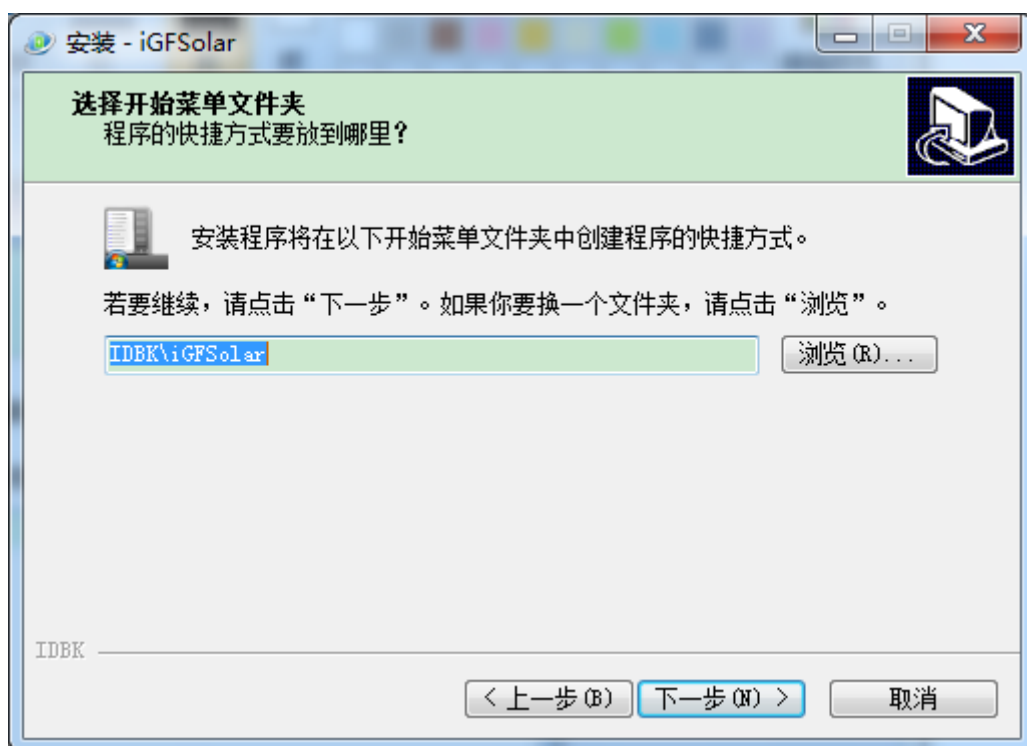 安装 - iGFSolar
选择开始菜单文件夹
程序的快捷方式要放到哪里？
安装程序将在以下开始菜单文件夹中创建程序的快捷方式。
若要继续，请点击“下一步”。如果你要换一个文件夹，请点击“浏览”。
IDBK\iGFSolar
浏览(R)...
IDBK
< 上一步(B)
下一步(N) >
取消